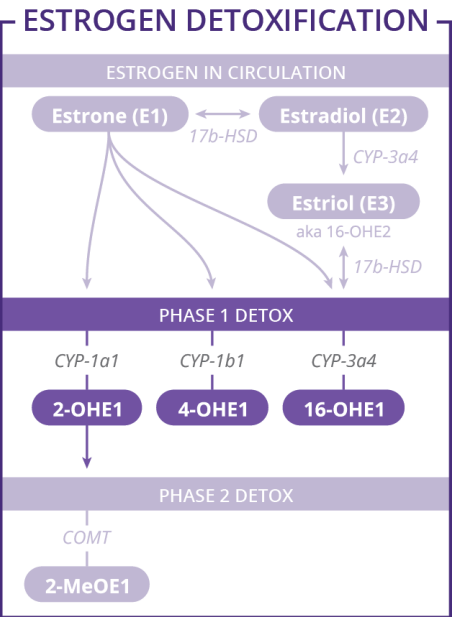 ESTROGEN DETOXIFICATION
ESTROGEN IN CIRCULATION
Estrone (E1)
Estradiol (E2)
17b-HSD
CYP-3a4
Estriol (E3)
aka 16-OHE2
17b-HSD
PHASE 1 DETOX
CYP-1a1
CYP-1b1
CYP-3a4
2-OHE1
4-OHE1
16-OHE1
PHASE 2 DETOX
COMT
2-MeOE1